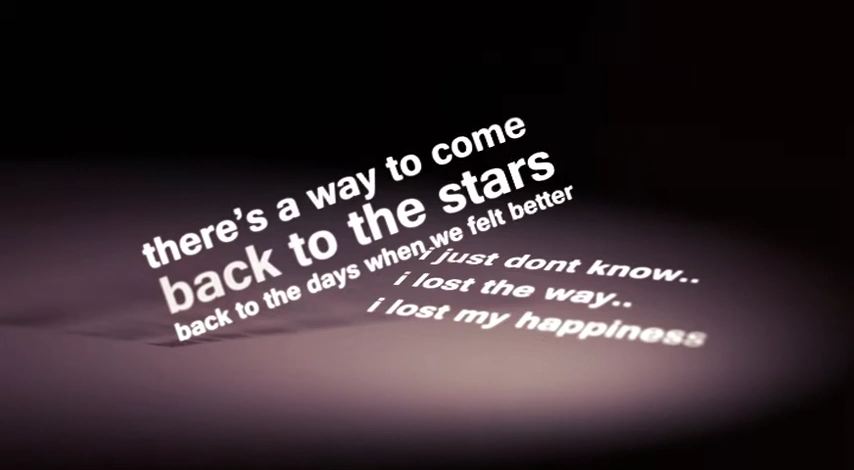 there's a way to come
back to the stars
back to the days when we felt better
i just dont know..
i lost the way..
i lost my happiness